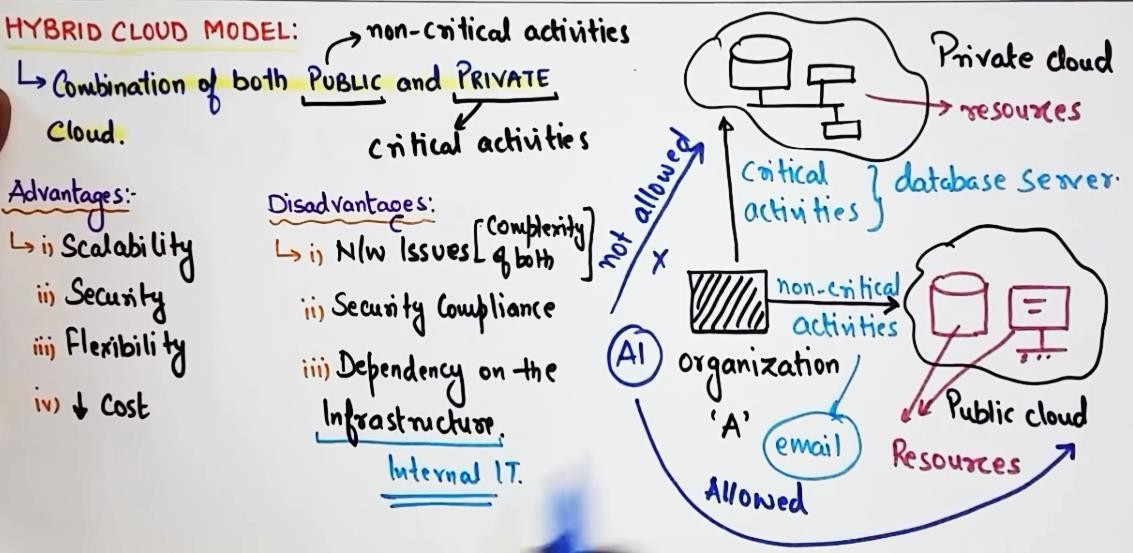 HYBRID CLOUD MODEL:
non-critical activities
↳ Combination of both PUBLIC and PRIVATE
Cloud.
critical activities
Advantages:-
↳ i) Scalability
ii) Security
iii) Flexibility
iv) ↓ Cost
Disadvantages:
↳ i) N/W Issues [Complexity
of both]
ii) Security Compliance
iii) Dependency on the
Infrastructure.
Internal IT.
Private cloud
resources
critical
activities } database server.
not allowed
x
non-critical
activities
A1
organization
'A'
email
Public cloud
Resources
Allowed